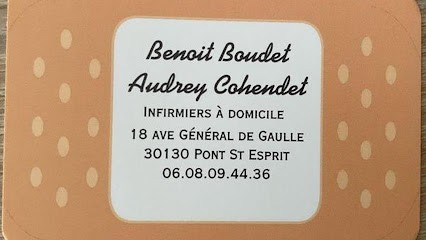 Benoit Boudet
Audrey Cohendet
INFIRMIERS À DOMICILE
18 AVE GÉNÉRAL DE GAULLE
30130 PONT ST ESPRIT
06.08.09.44.36